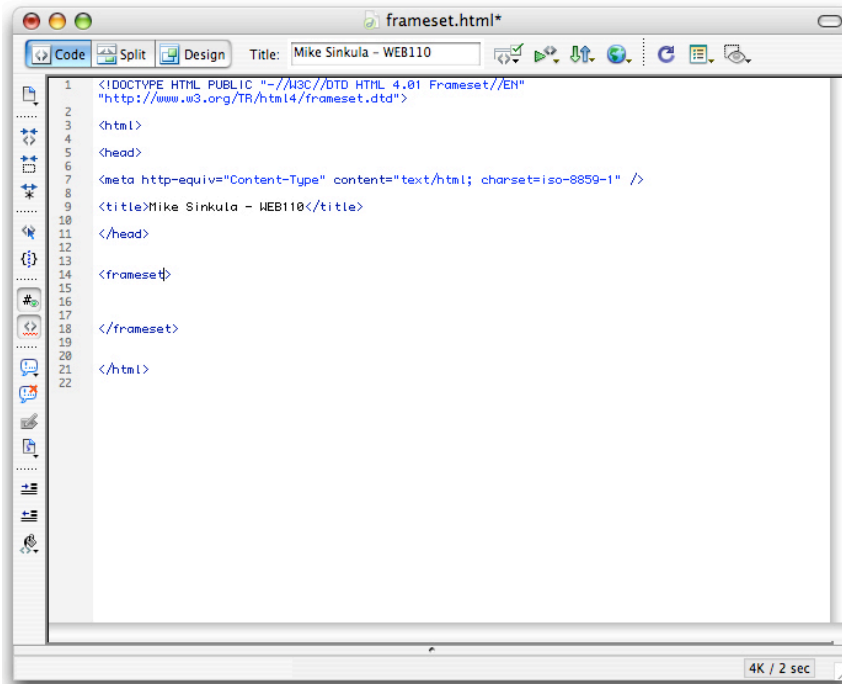 frameset.html*
Code Split Design Title: Mike Sinkula - WEB110
1 <!DOCTYPE HTML PUBLIC "-//W3C//DTD HTML 4.01 Frameset//EN"
"http://www.w3.org/TR/html4/frameset.dtd">
2
3 <html>
4
5 <head>
6
7 <meta http-equiv="Content-Type" content="text/html; charset=iso-8859-1" />
8
9 <title>Mike Sinkula - WEB110</title>
10
11 </head>
12
13
14 <frameset>
15
16
17
18 </frameset>
19
20
21 </html>
22
4K / 2 sec